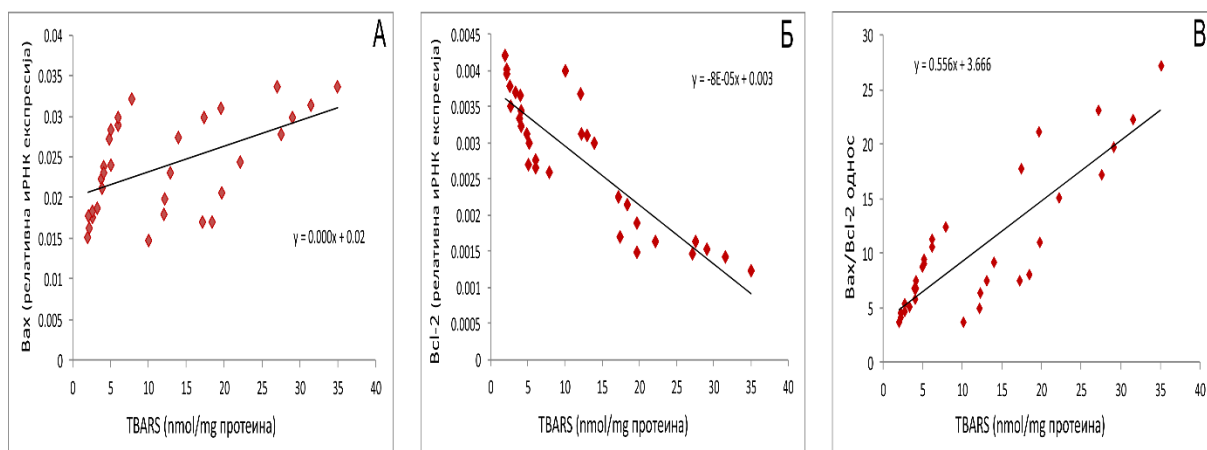 А
Bax (релативна иРНК експресија)
0.04
0.035
0.03
0.025
0.02
0.015
0.01
0.005
0
y = 0.000x + 0.02
0 5 10 15 20 25 30 35 40
TBARS (nmol/mg протеина)
Б
Bcl-2 (релативна иРНК експресија)
0.0045
0.004
0.0035
0.003
0.0025
0.002
0.0015
0.001
0.0005
0
y = -8E-05x + 0.003
0 5 10 15 20 25 30 35 40
TBARS (nmol/mg протеина)
В
Bax/Bcl-2 однос
30
25
20
15
10
5
0
y = 0.556x + 3.666
0 10 20 30 40
TBARS (nmol/mg протеина)